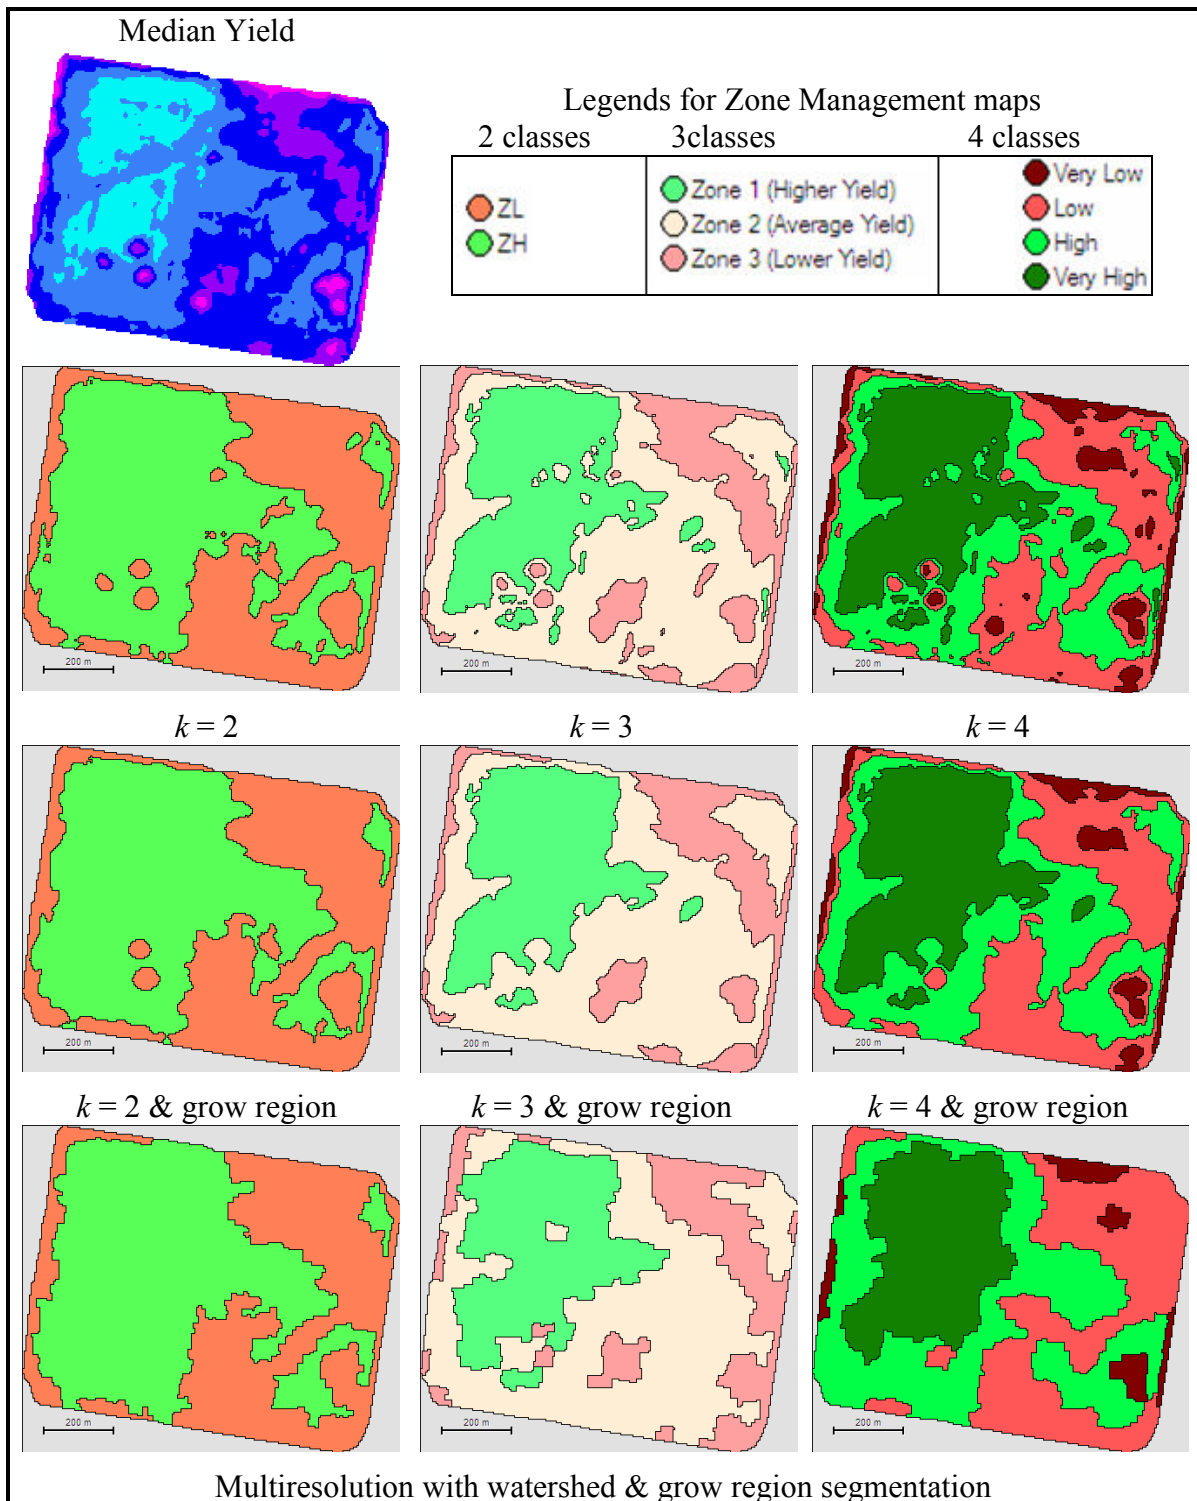 Median Yield
Legends for Zone Management maps
2 classes 3classes 4 classes
ZL
ZH
Zone 1 (Higher Yield)
Zone 2 (Average Yield)
Zone 3 (Lower Yield)
Very Low
Low
High
Very High
200 m 200 m 200 m
k = 2 k = 3 k = 4
200 m 200 m 200 m
k = 2 & grow region k = 3 & grow region k = 4 & grow region
200 m 200 m 200 m
Multiresolution with watershed & grow region segmentation